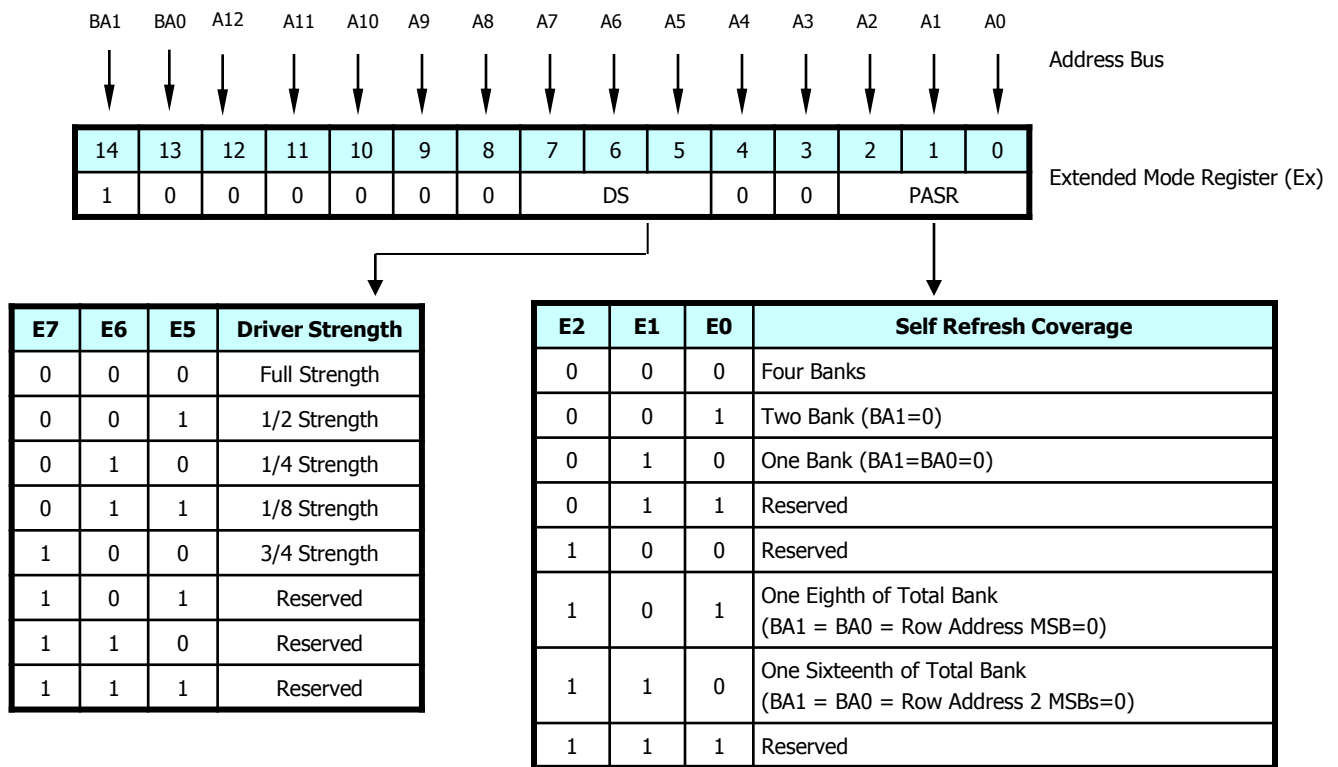 BA1 BA0 A12 A11 A10 A9 A8 A7 A6 A5 A4 A3 A2 A1 A0
Address Bus
14 13 12 11 10 9 8 7 6 5 4 3 2 1 0
1 0 0 0 0 0 0 DS 0 0 PASR
Extended Mode Register (Ex)
E7 E6 E5 Driver Strength
0 0 0 Full Strength
0 0 1 1/2 Strength
0 1 0 1/4 Strength
0 1 1 1/8 Strength
1 0 0 3/4 Strength
1 0 1 Reserved
1 1 0 Reserved
1 1 1 Reserved
E2 E1 E0 Self Refresh Coverage
0 0 0 Four Banks
0 0 1 Two Bank (BA1=0)
0 1 0 One Bank (BA1=BA0=0)
0 1 1 Reserved
1 0 0 Reserved
1 0 1 One Eighth of Total Bank
(BA1 = BA0 = Row Address MSB=0)
1 1 0 One Sixteenth of Total Bank
(BA1 = BA0 = Row Address 2 MSBs=0)
1 1 1 Reserved